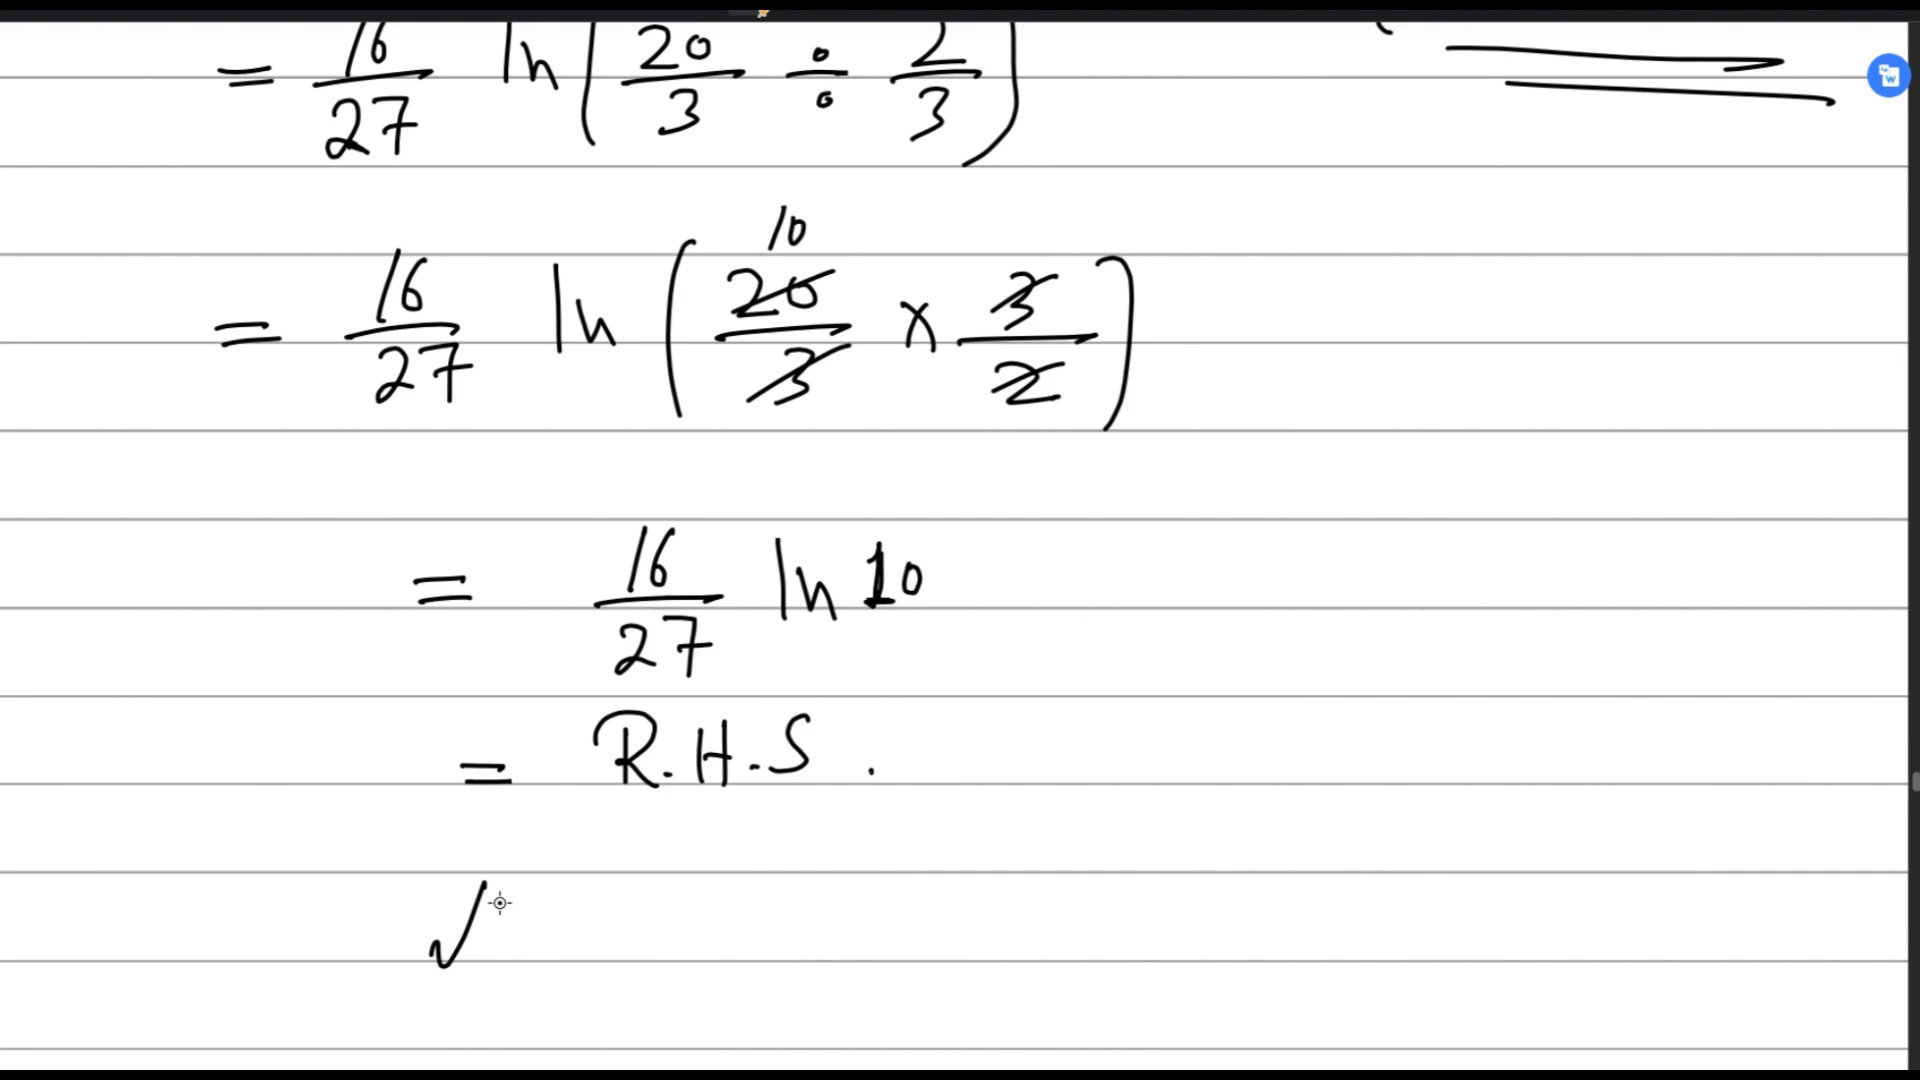 = 16/27 ln(20/3 ÷ 2/3)
10
= 16/27 ln(20/3 × 3/2)
= 16/27 ln 10
= R.H.S.